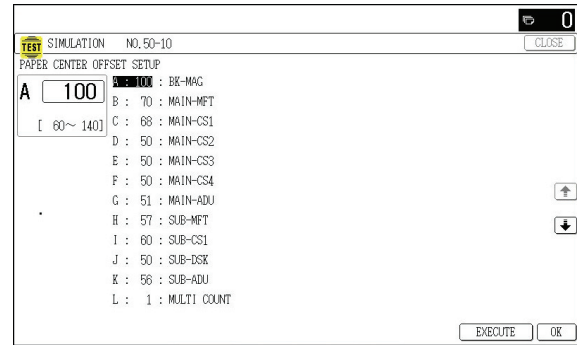 0
TEST SIMULATION NO.50-10 CLOSE
PAPER CENTER OFFSET SETUP
A 100
[ 60~ 140]
A : 100 : BK-MAG
B : 70 : MAIN-MFT
C : 68 : MAIN-CS1
D : 50 : MAIN-CS2
E : 50 : MAIN-CS3
F : 50 : MAIN-CS4
G : 51 : MAIN-ADU
H : 57 : SUB-MFT
I : 60 : SUB-CS1
J : 50 : SUB-DSK
K : 56 : SUB-ADU
L : 1 : MULTI COUNT
EXECUTE OK